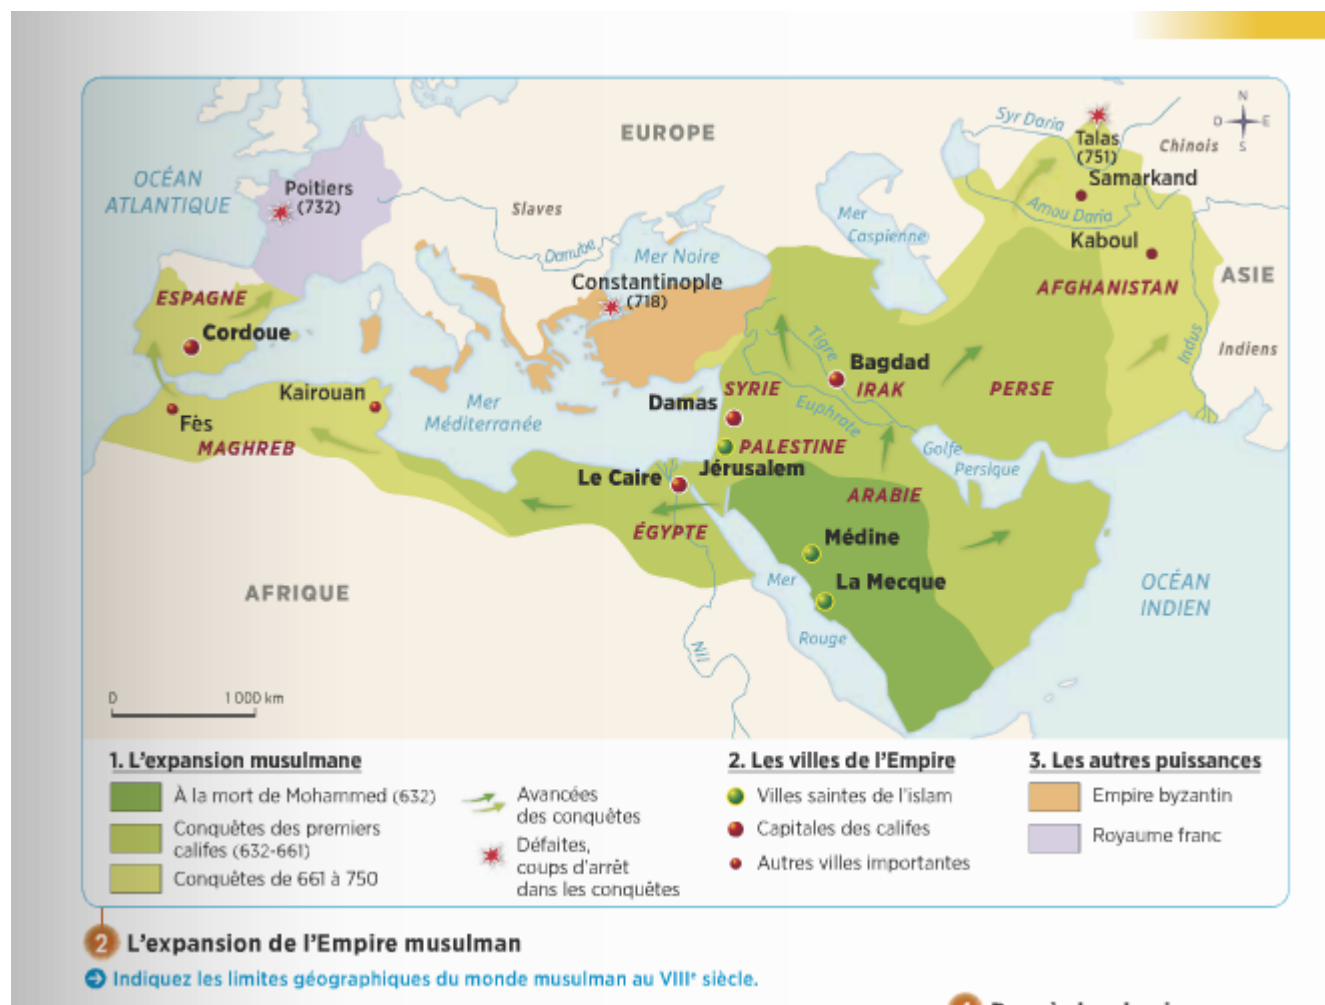 N
O
E
S
EUROPE
Syr Daria
Talas
(751)
Chinois
OCÉAN
ATLANTIQUE
Poitiers
(732)
Slaves
Samarkand
Mer
Caspienne
Amou Daria
Danube
Mer Noire
Kaboul
Constantinople
(718)
ASIE
ESPAGNE
AFGHANISTAN
Cordoue
Tigre
Indus
Indiens
Bagdad
Kairouan
SYRIE
IRAK
PERSE
Mer
Méditerranée
Damas
Euphrate
Fès
MAGHREB
PALESTINE
Golfe
Persique
Jérusalem
Le Caire
ARABIE
ÉGYPTE
Médine
AFRIQUE
Mer
Rouge
La Mecque
OCÉAN
INDIEN
Nil
0
1 000 km
1. L'expansion musulmane
À la mort de Mohammed (632)
Conquêtes des premiers
califes (632-661)
Conquêtes de 661 à 750
Avancées
des conquêtes
Défaites,
coups d'arrêt
dans les conquêtes
2. Les villes de l'Empire
Villes saintes de l'islam
Capitales des califes
Autres villes importantes
3. Les autres puissances
Empire byzantin
Royaume franc
2 L'expansion de l'Empire musulman
Indiquez les limites géographiques du monde musulman au VIIIᵉ siècle.